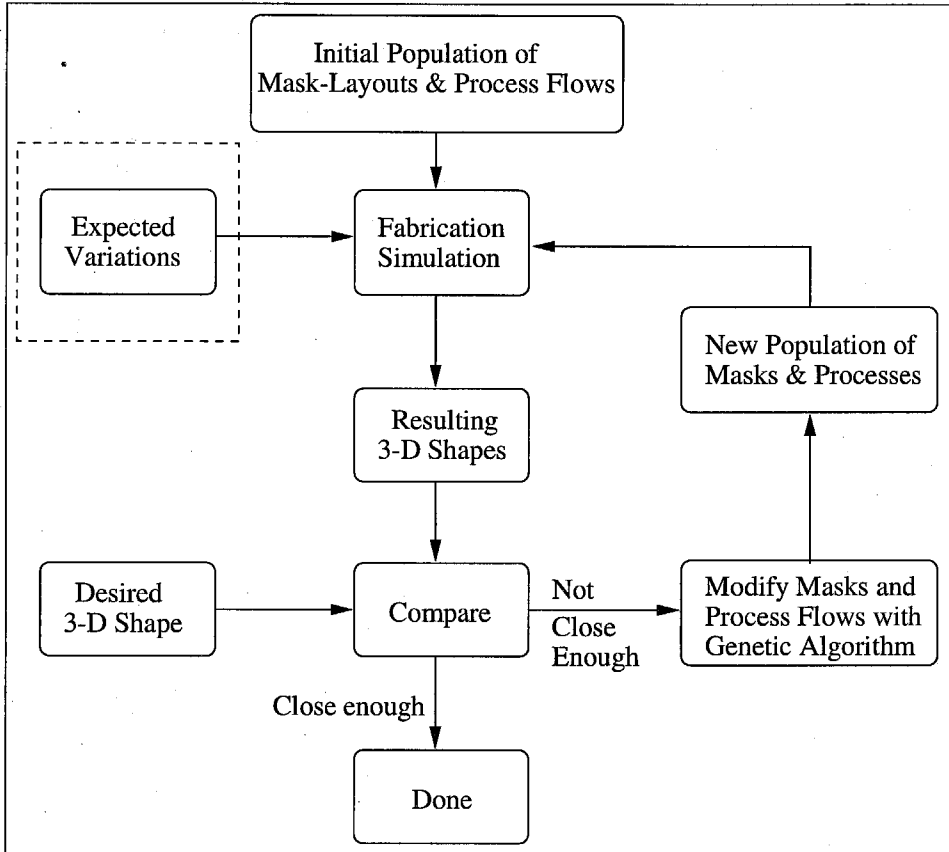 Initial Population of
Mask-Layouts & Process Flows
Expected
Variations
Fabrication
Simulation
New Population of
Masks & Processes
Resulting
3-D Shapes
Desired
3-D Shape
Compare
Not
Close
Enough
Modify Masks and
Process Flows with
Genetic Algorithm
Close enough
Done